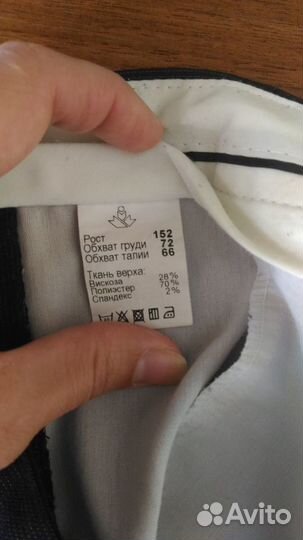 Рост 152
Обхват груди 72
Обхват талии 66
Ткань верха: 28%
Вискоза 70%
Полиэстер 2%
Спандекс
Avito